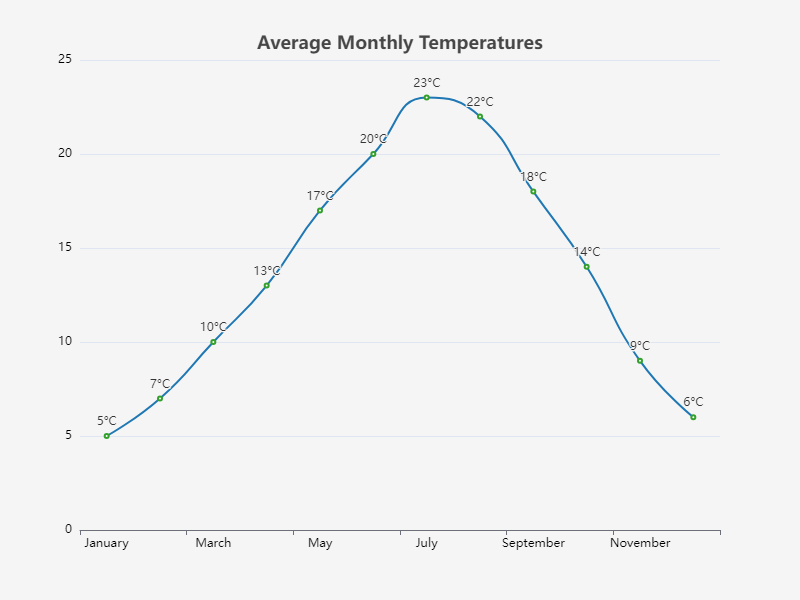 Average Monthly Temperatures
25
23°C
22°C
20
20°C
18°C
17°C
15
14°C
13°C
10
10°C
9°C
7°C
6°C
5
5°C
0
January March May July September November